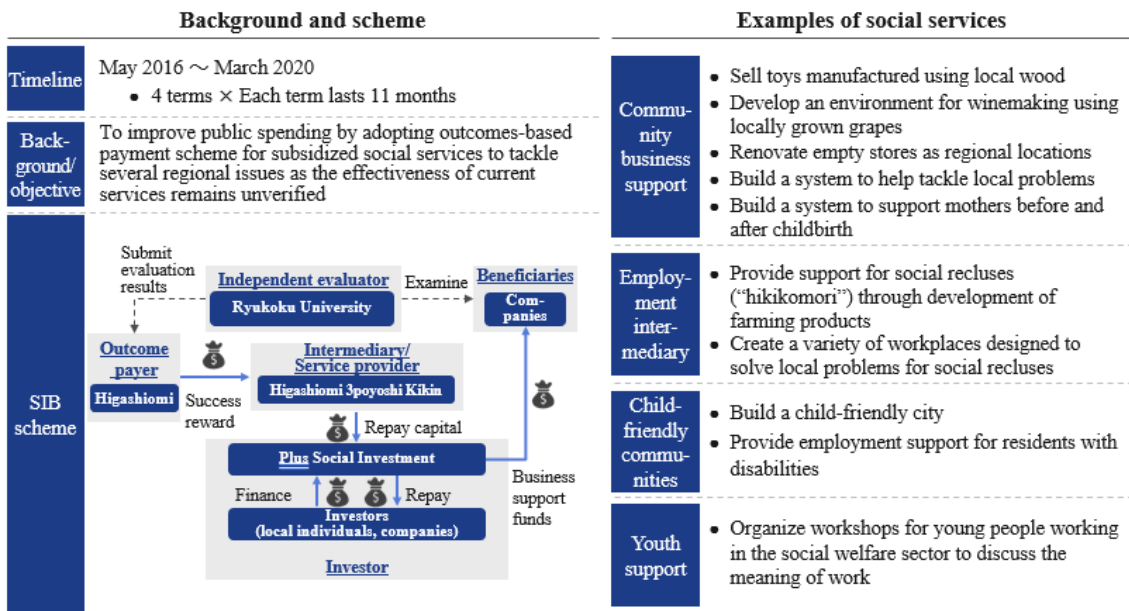 Background and scheme
Timeline
May 2016 ～ March 2020
• 4 terms × Each term lasts 11 months
Back-
ground/
objective
To improve public spending by adopting outcomes-based
payment scheme for subsidized social services to tackle
several regional issues as the effectiveness of current
services remains unverified
SIB
scheme
Submit
evaluation
results
Independent evaluator
Ryukoku University
Examine
Beneficiaries
Com-
panies
Outcome
payer
Higashiomi
Success
reward
Intermediary/
Service provider
Higashiomi 3poyoshi Kikin
Repay capital
Plus Social Investment
Finance
Repay
Business
support
funds
Investors
(local individuals, companies)
Investor
Examples of social services
Commu-
nity
business
support
• Sell toys manufactured using local wood
• Develop an environment for winemaking using
locally grown grapes
• Renovate empty stores as regional locations
• Build a system to help tackle local problems
• Build a system to support mothers before and
after childbirth
Employ-
ment
inter-
mediary
• Provide support for social recluses
(“hikikomori”) through development of
farming products
• Create a variety of workplaces designed to
solve local problems for social recluses
Child-
friendly
commu-
nities
• Build a child-friendly city
• Provide employment support for residents with
disabilities
Youth
support
• Organize workshops for young people working
in the social welfare sector to discuss the
meaning of work